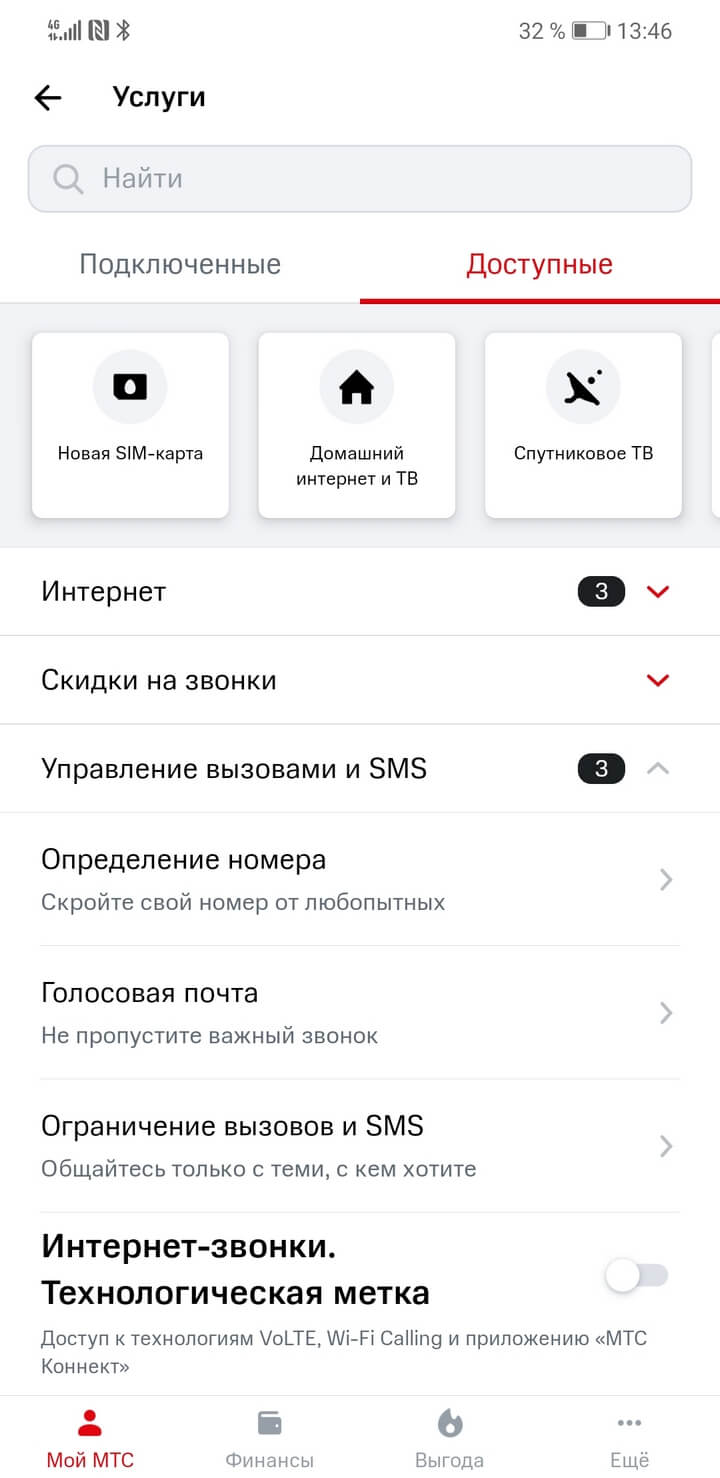 4G
32 % 13:46
Услуги
Найти
Подключенные
Доступные
Новая SIM-карта
Домашний
интернет и ТВ
Спутниковое ТВ
Интернет
3
Скидки на звонки
Управление вызовами и SMS
3
Определение номера
Скройте свой номер от любопытных
Голосовая почта
Не пропустите важный звонок
Ограничение вызовов и SMS
Общайтесь только с теми, с кем хотите
Интернет-звонки.
Технологическая метка
Доступ к технологиям VoLTE, Wi-Fi Calling и приложению «МТС
Коннект»
Мой МТС
Финансы
Выгода
Ещё